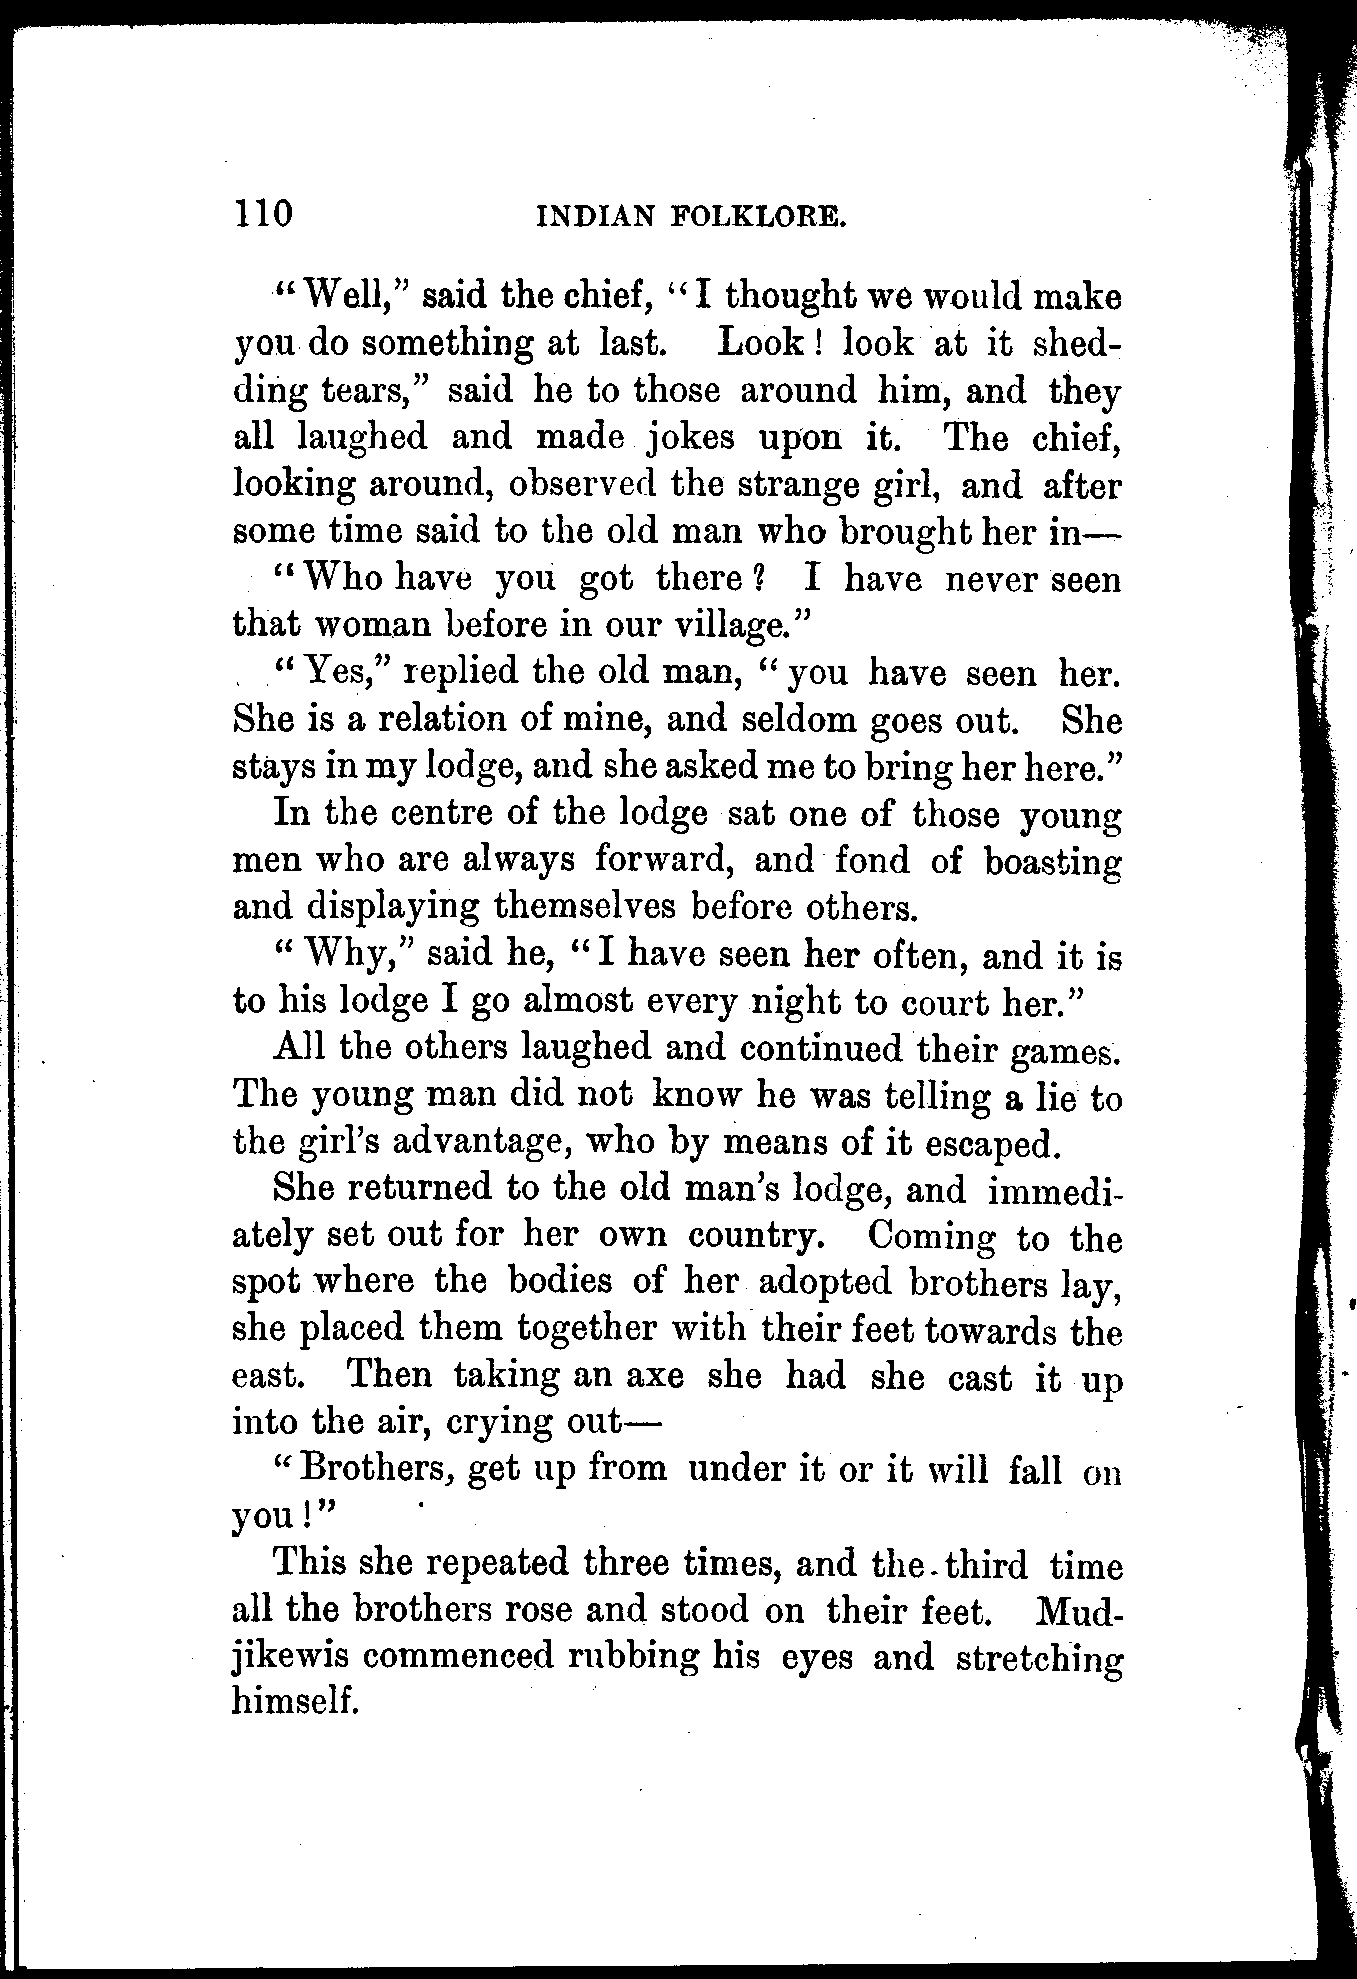 110 INDIAN FOLKLORE.
“Well,” said the chief, “I thought we would make
you do something at last. Look! look at it shed-
ding tears,” said he to those around him, and they
all laughed and made jokes upon it. The chief,
looking around, observed the strange girl, and after
some time said to the old man who brought her in—
“Who have you got there? I have never seen
that woman before in our village.”
“Yes,” replied the old man, “you have seen her.
She is a relation of mine, and seldom goes out. She
stays in my lodge, and she asked me to bring her here.”
In the centre of the lodge sat one of those young
men who are always forward, and fond of boasting
and displaying themselves before others.
“Why,” said he, “I have seen her often, and it is
to his lodge I go almost every night to court her.”
All the others laughed and continued their games.
The young man did not know he was telling a lie to
the girl’s advantage, who by means of it escaped.
She returned to the old man’s lodge, and immedi-
ately set out for her own country. Coming to the
spot where the bodies of her adopted brothers lay,
she placed them together with their feet towards the
east. Then taking an axe she had she cast it up
into the air, crying out—
“Brothers, get up from under it or it will fall on
you!”
This she repeated three times, and the third time
all the brothers rose and stood on their feet. Mud-
jikewis commenced rubbing his eyes and stretching
himself.